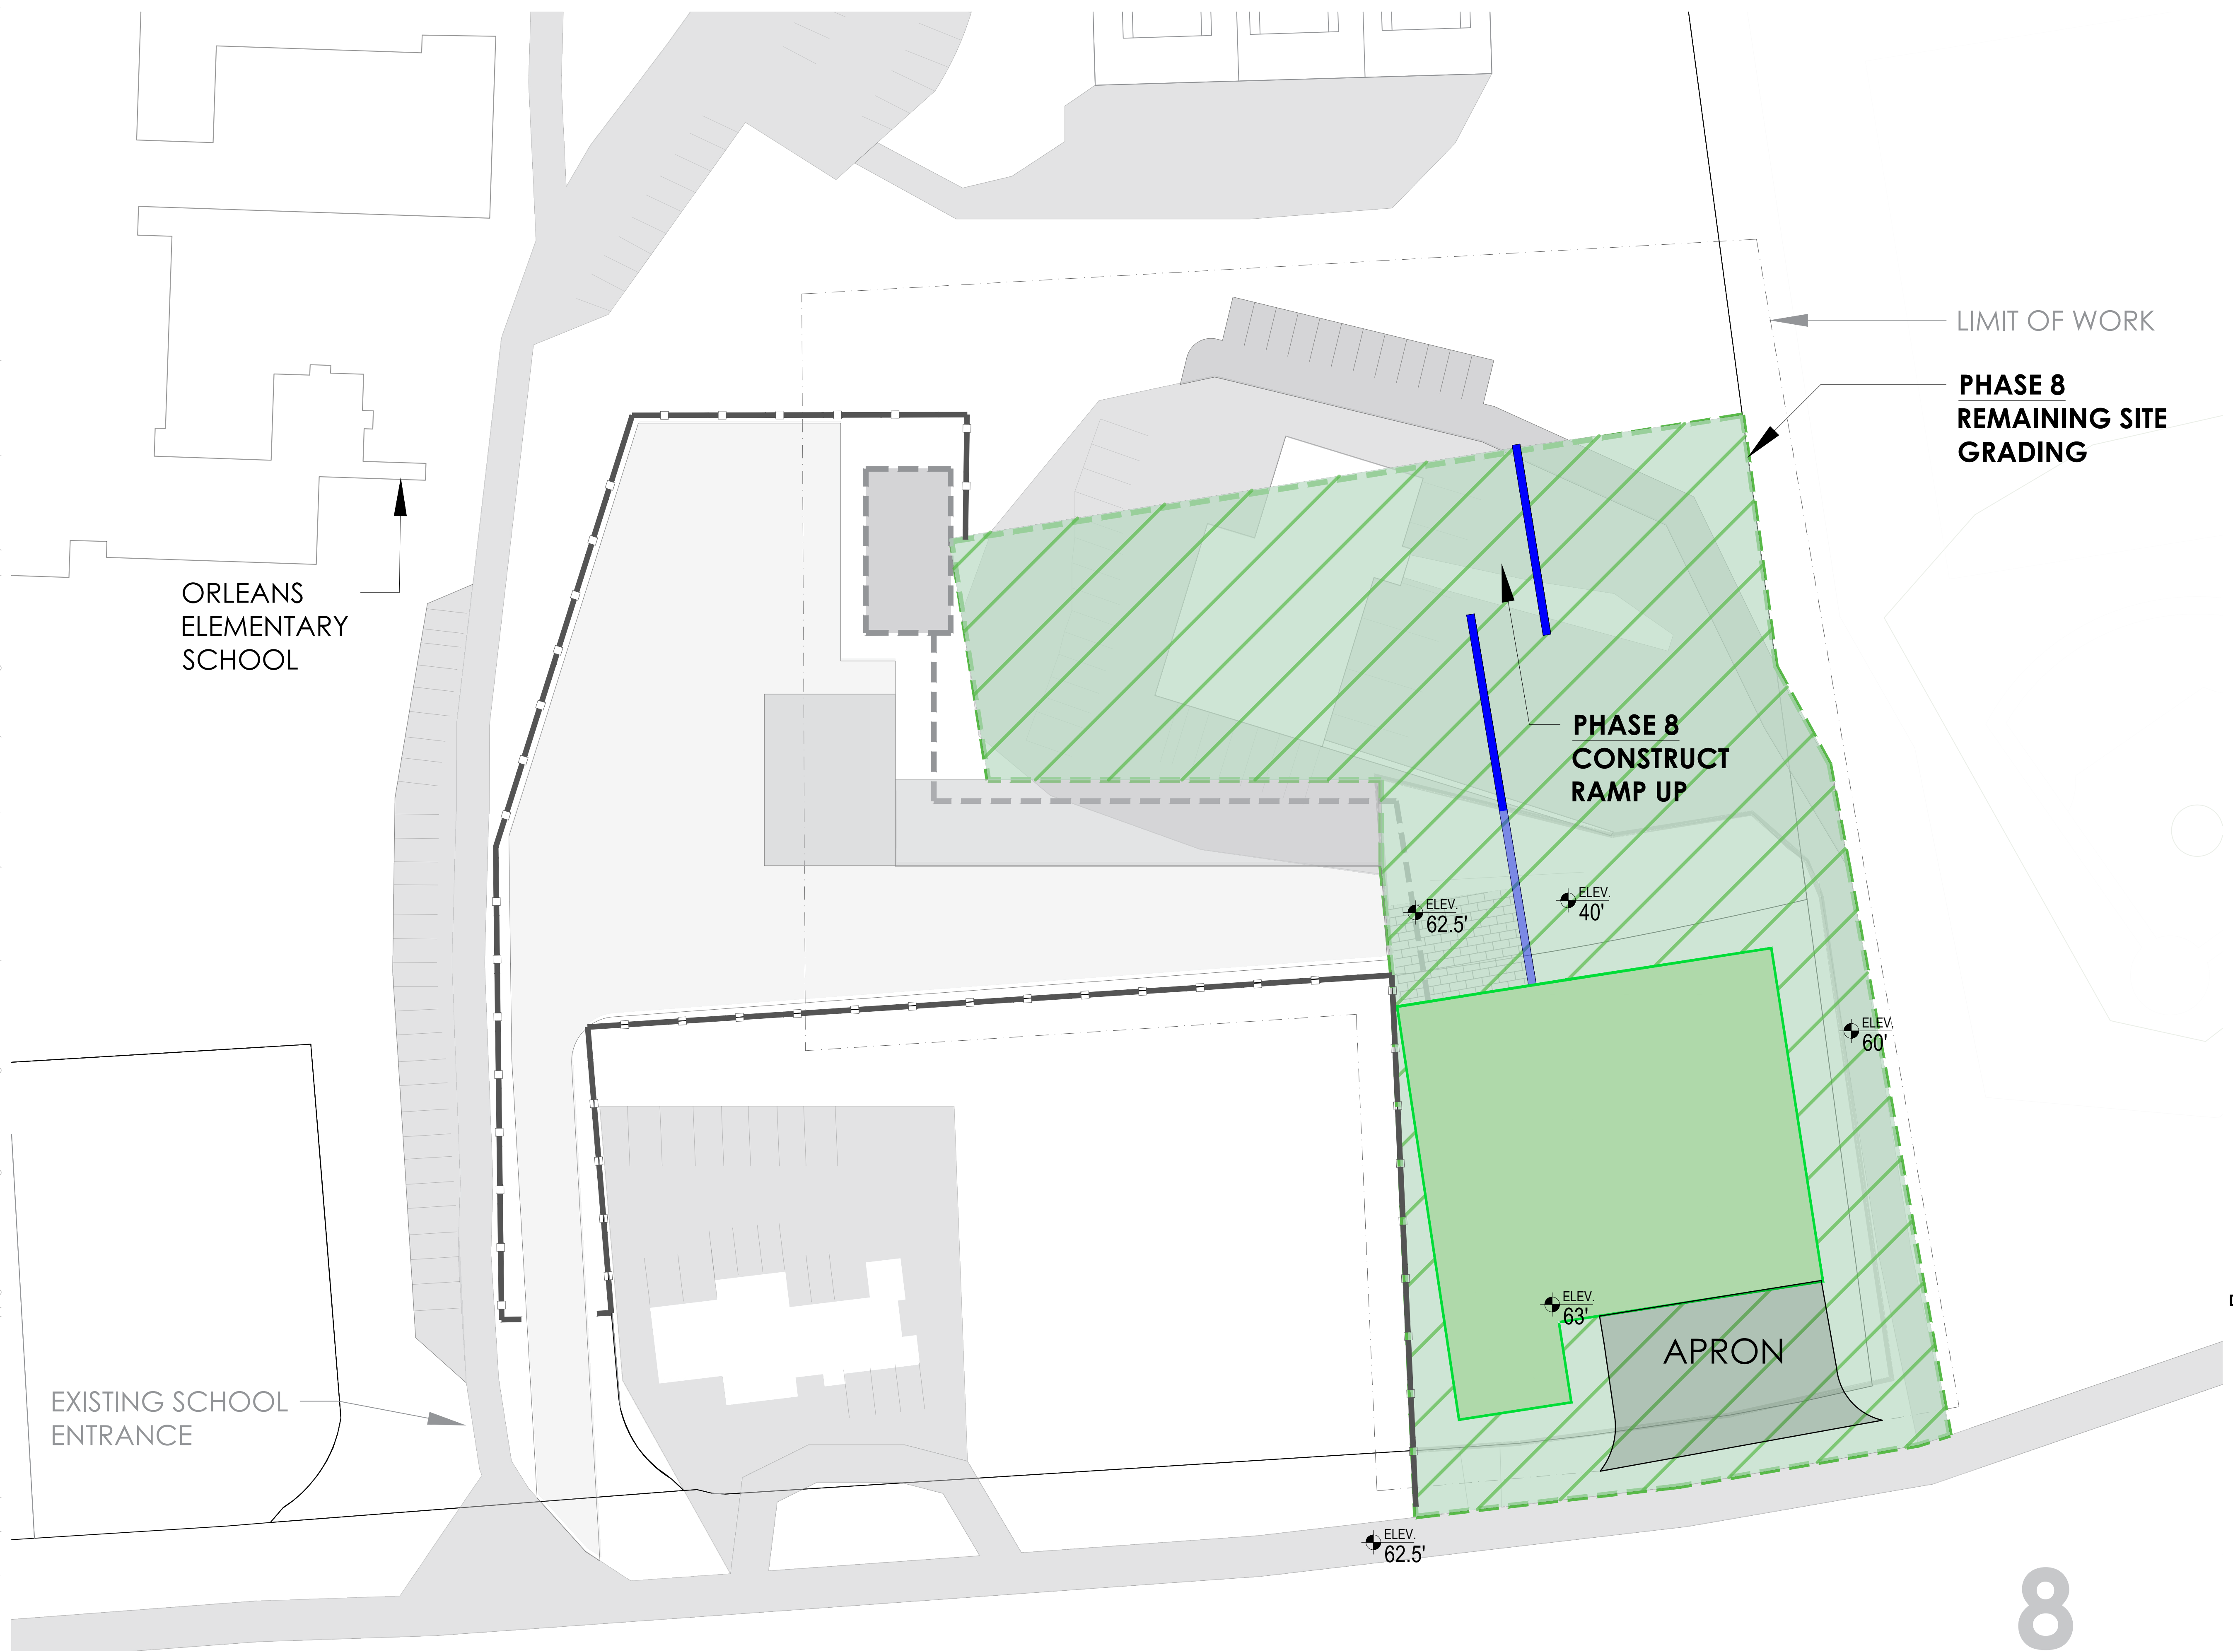 LIMIT OF WORK
PHASE 8
REMAINING SITE
GRADING
ORLEANS
ELEMENTARY
SCHOOL
PHASE 8
CONSTRUCT
RAMP UP
ELEV.
62.5'
ELEV.
40'
ELEV.
60'
ELEV.
63'
APRON
EXISTING SCHOOL
ENTRANCE
ELEV.
62.5'
8